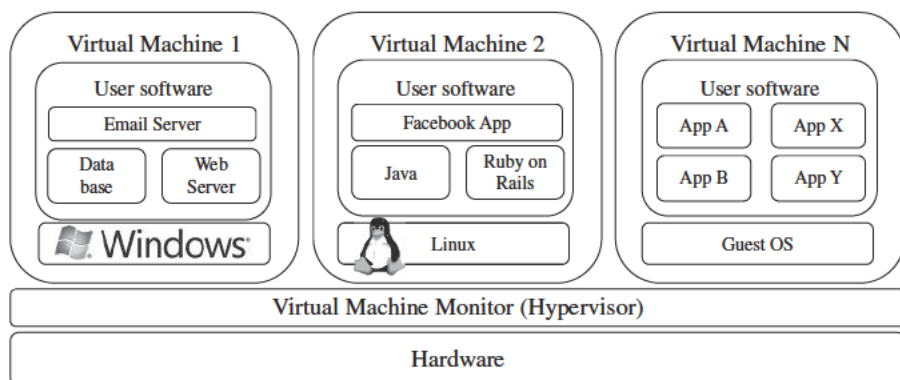 Virtual Machine 1
User software
Email Server
Data
base
Web
Server
Windows
Virtual Machine 2
User software
Facebook App
Java
Ruby on
Rails
Linux
Virtual Machine N
User software
App A
App X
App B
App Y
Guest OS
Virtual Machine Monitor (Hypervisor)
Hardware